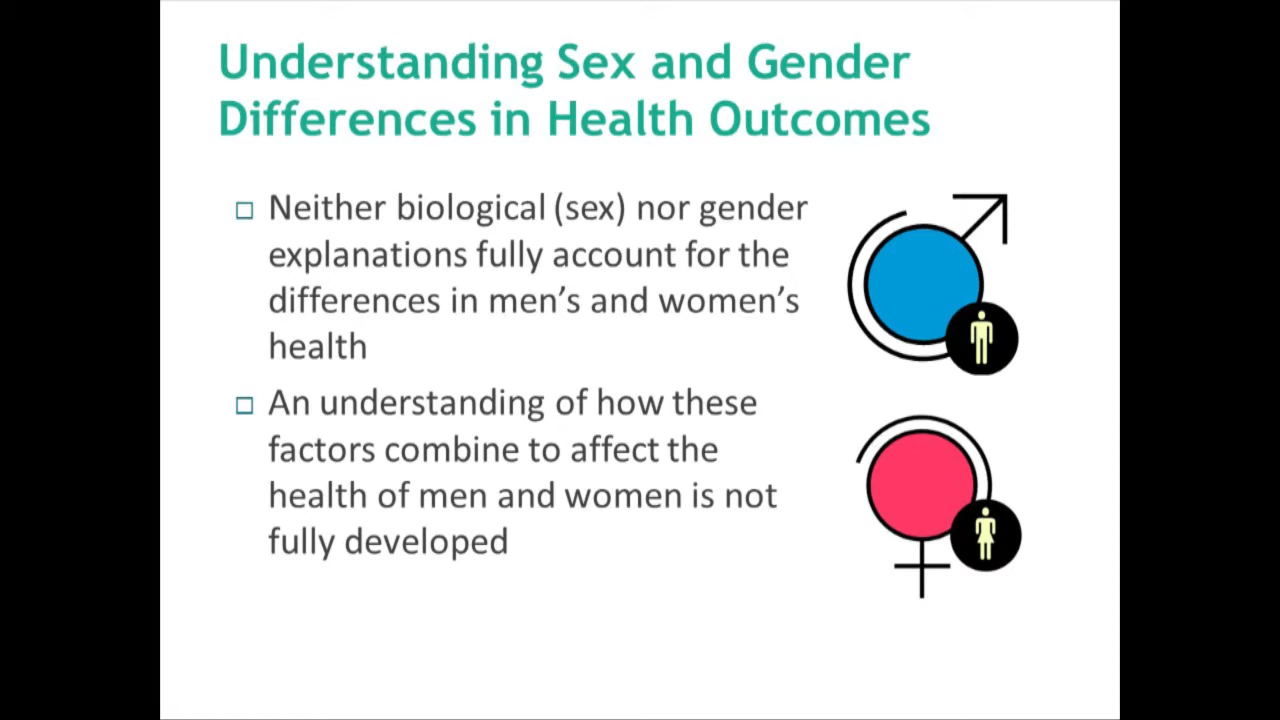 Understanding Sex and Gender
Differences in Health Outcomes
Neither biological (sex) nor gender
explanations fully account for the
differences in men’s and women’s
health
An understanding of how these
factors combine to affect the
health of men and women is not
fully developed